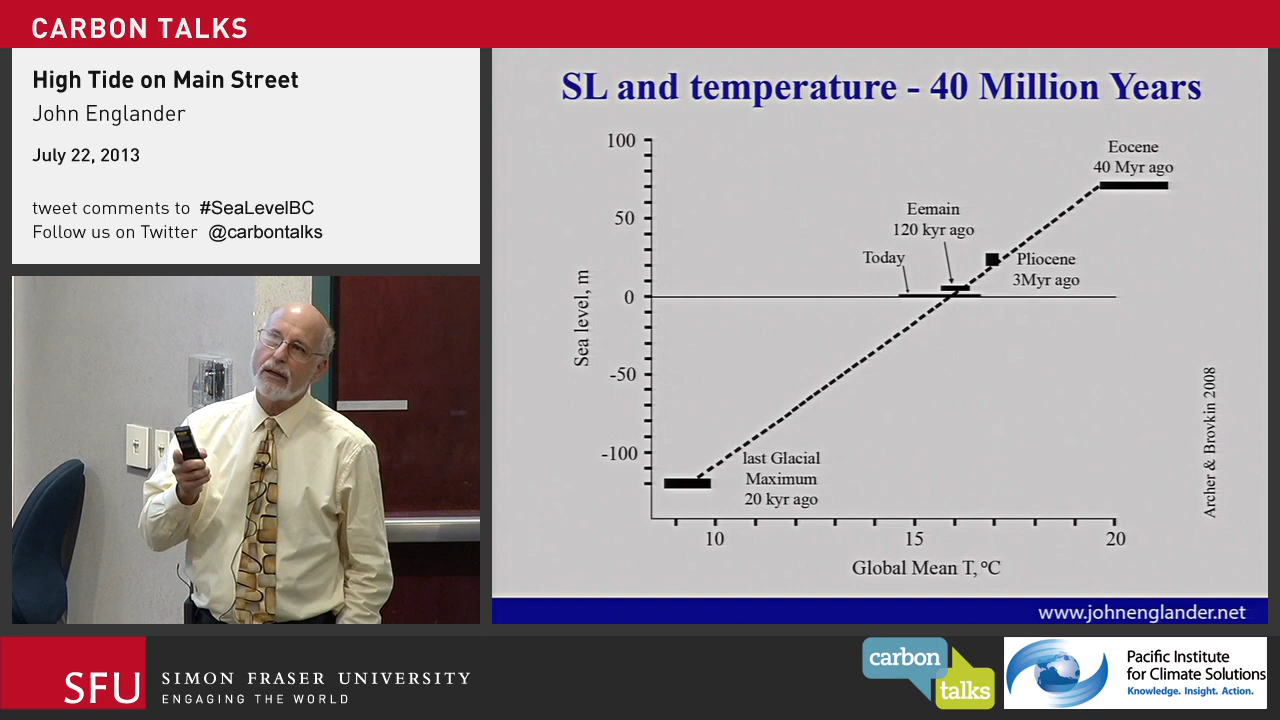 CARBON TALKS
High Tide on Main Street
John Englander
July 22, 2013
tweet comments to #SeaLevelBC
Follow us on Twitter @carbontalks
SL and temperature - 40 Million Years
100
50
0
-50
-100
Sea level, m
Eocene
40 Myr ago
Eemain
120 kyr ago
Today
Pliocene
3Myr ago
last Glacial
Maximum
20 kyr ago
10
15
20
Global Mean T, ºC
Archer & Brovkin 2008
www.johnenglander.net
SFU
SIMON FRASER UNIVERSITY
ENGAGING THE WORLD
carbon
talks
Pacific Institute
for Climate Solutions
Knowledge. Insight. Action.